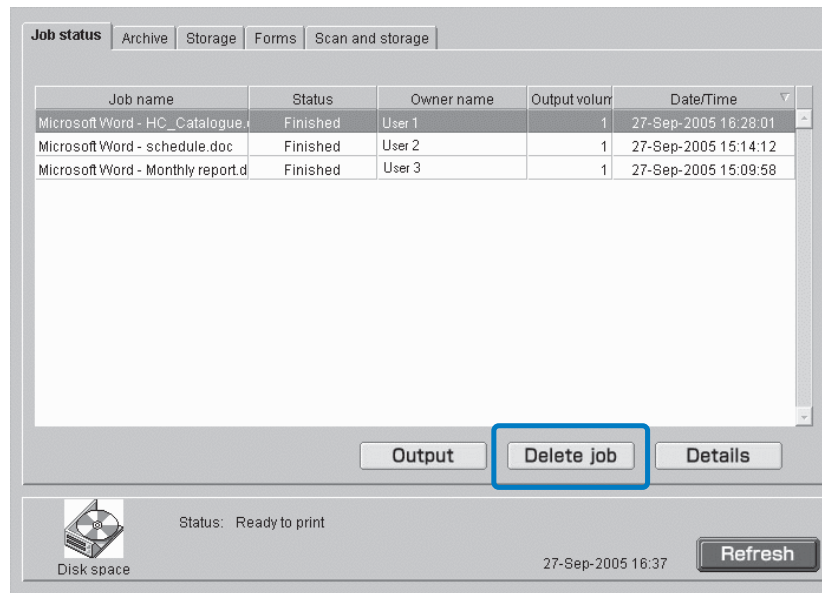 Job status Archive Storage Forms Scan and storage
Job name Status Owner name Output volum Date/Time
Microsoft Word - HC_Catalogue. Finished User 1 1 27-Sep-2005 16:28:01
Microsoft Word - schedule.doc Finished User 2 1 27-Sep-2005 15:14:12
Microsoft Word - Monthly report.d Finished User 3 1 27-Sep-2005 15:09:58
Output Delete job Details
Status: Ready to print
Disk space 27-Sep-2005 16:37 Refresh